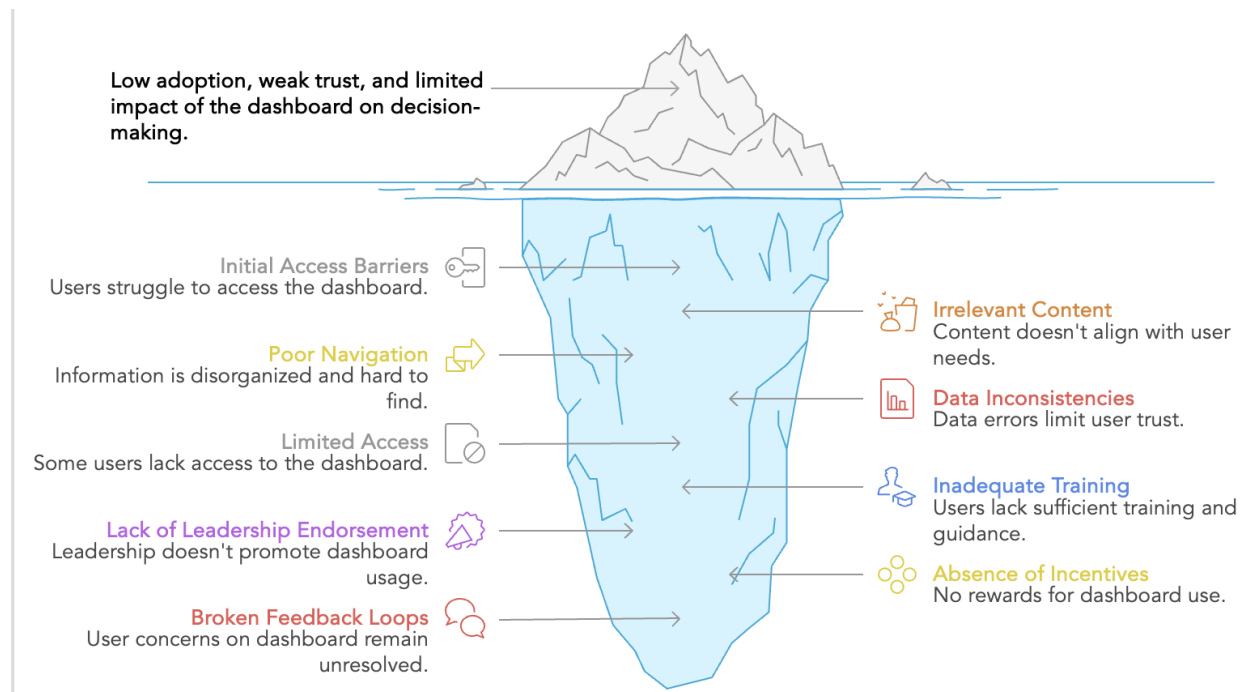 Low adoption, weak trust, and limited
impact of the dashboard on decision-
making.
Initial Access Barriers
Users struggle to access the dashboard.
Irrelevant Content
Content doesn't align with user
needs.
Poor Navigation
Information is disorganized and hard to
find.
Data Inconsistencies
Data errors limit user trust.
Limited Access
Some users lack access to the dashboard.
Inadequate Training
Users lack sufficient training and
guidance.
Lack of Leadership Endorsement
Leadership doesn't promote dashboard
usage.
Absence of Incentives
No rewards for dashboard use.
Broken Feedback Loops
User concerns on dashboard remain
unresolved.